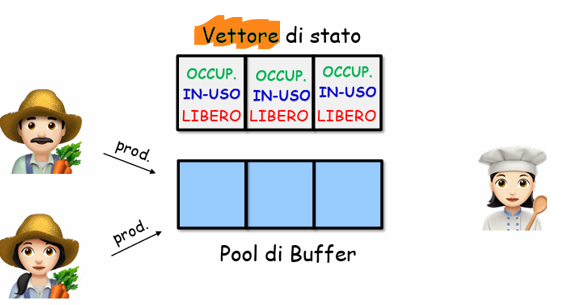 Vettore di stato
OCCUP. OCCUP. OCCUP.
IN-USO IN-USO IN-USO
LIBERO LIBERO LIBERO
prod.
prod.
Pool di Buffer